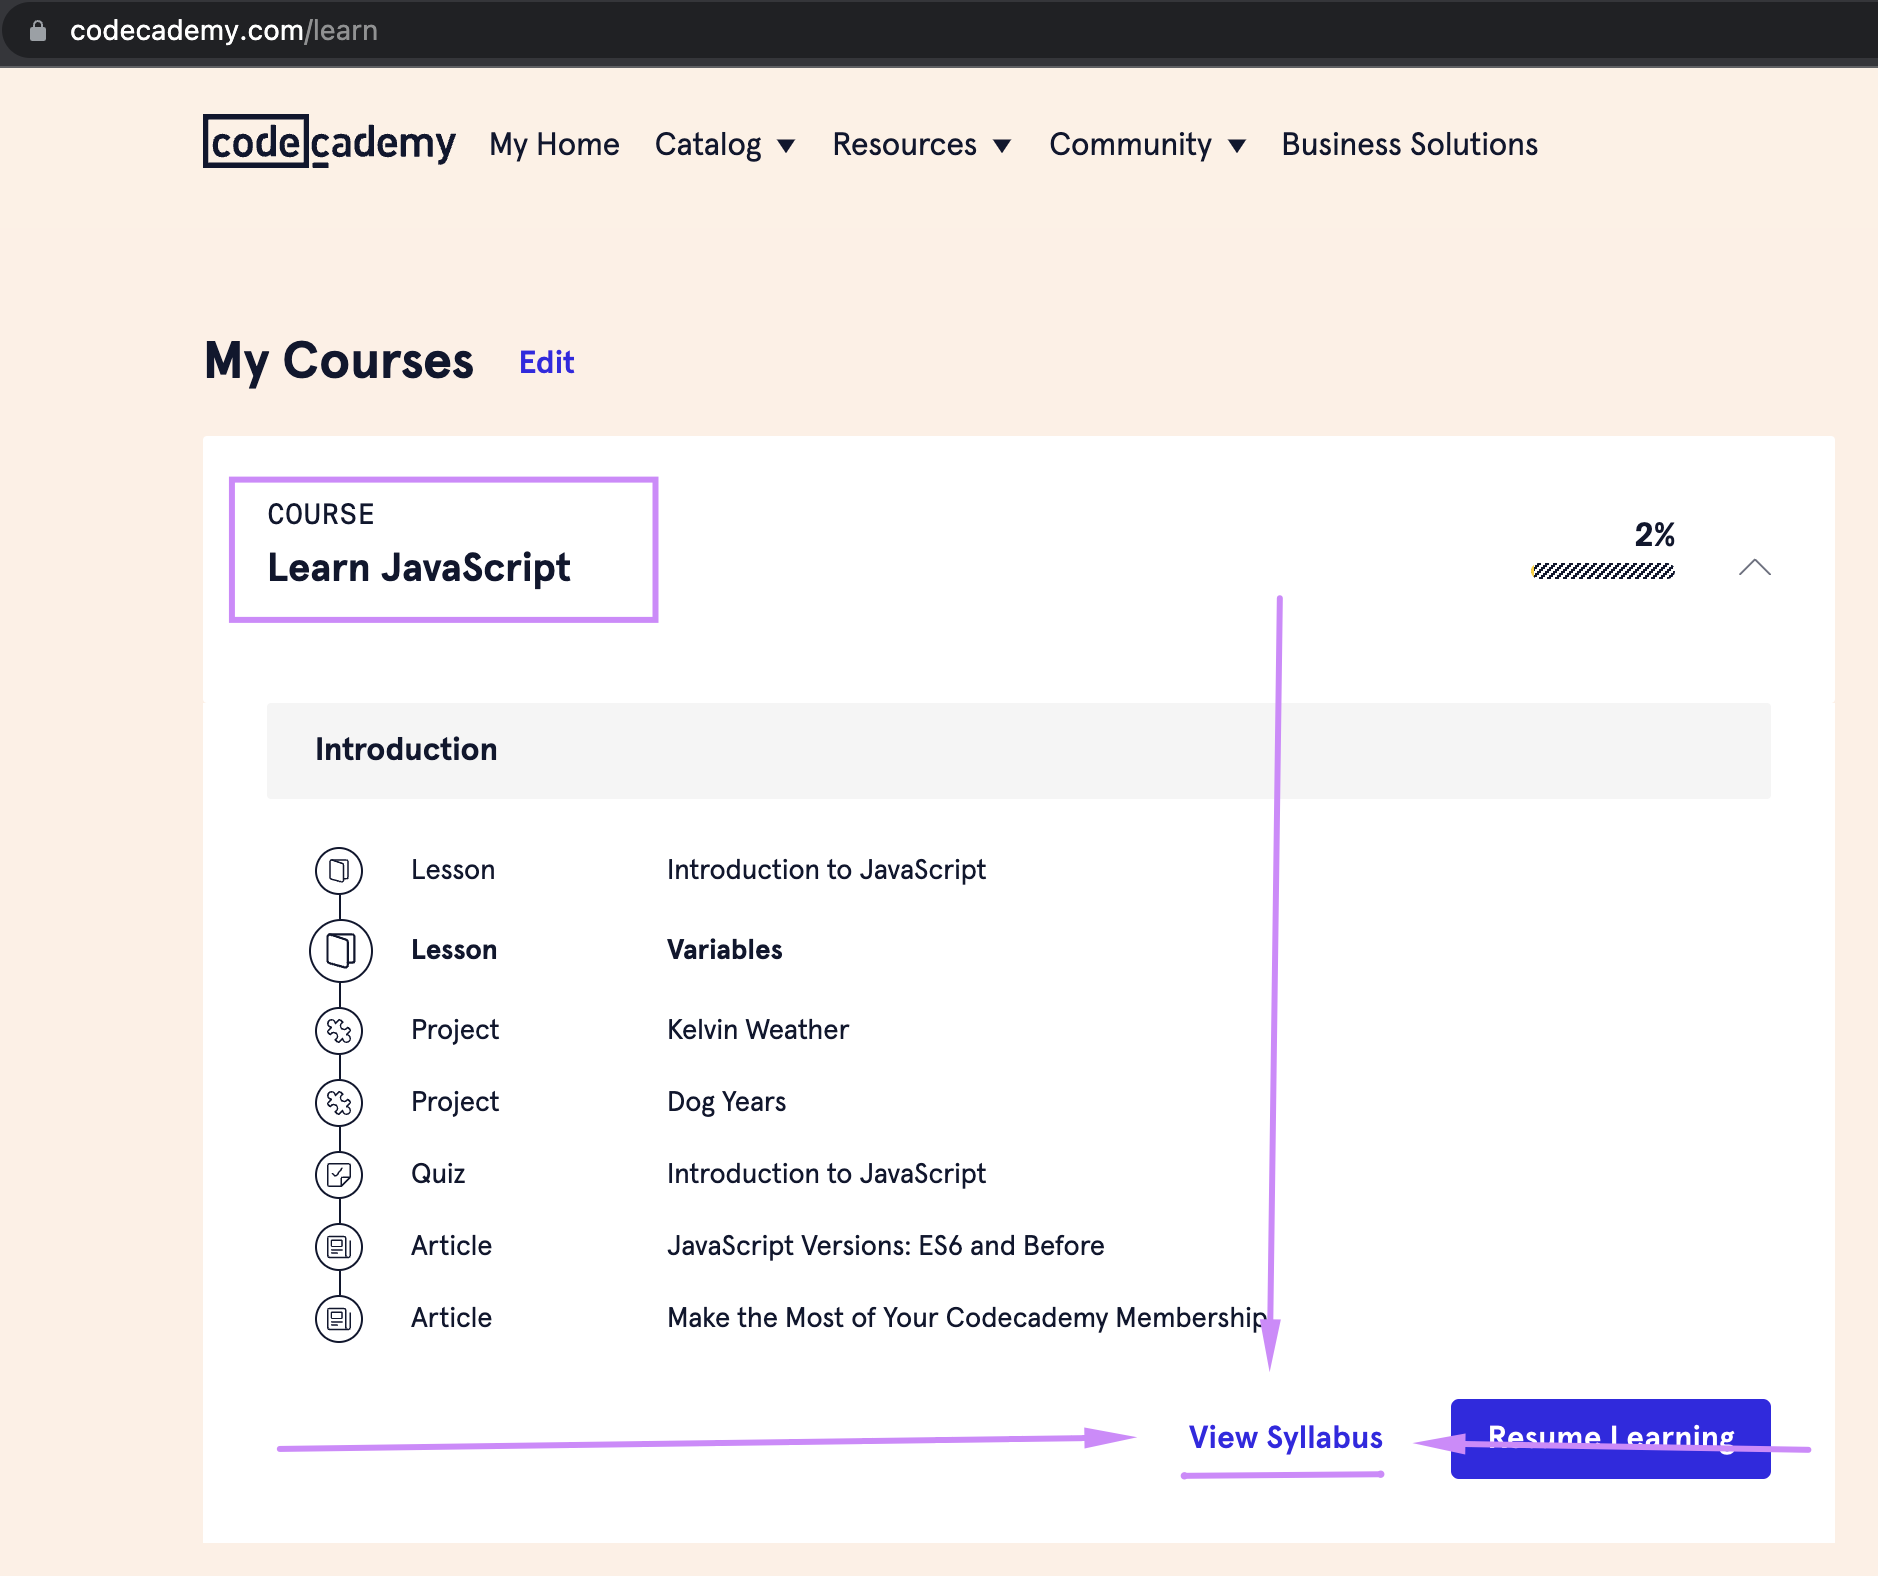 codecademy.com/learn
codecademy My Home Catalog Resources Community Business Solutions
My Courses Edit
COURSE
Learn JavaScript
2%
Introduction
Lesson Introduction to JavaScript
Lesson Variables
Project Kelvin Weather
Project Dog Years
Quiz Introduction to JavaScript
Article JavaScript Versions: ES6 and Before
Article Make the Most of Your Codecademy Membership
View Syllabus Resume Learning